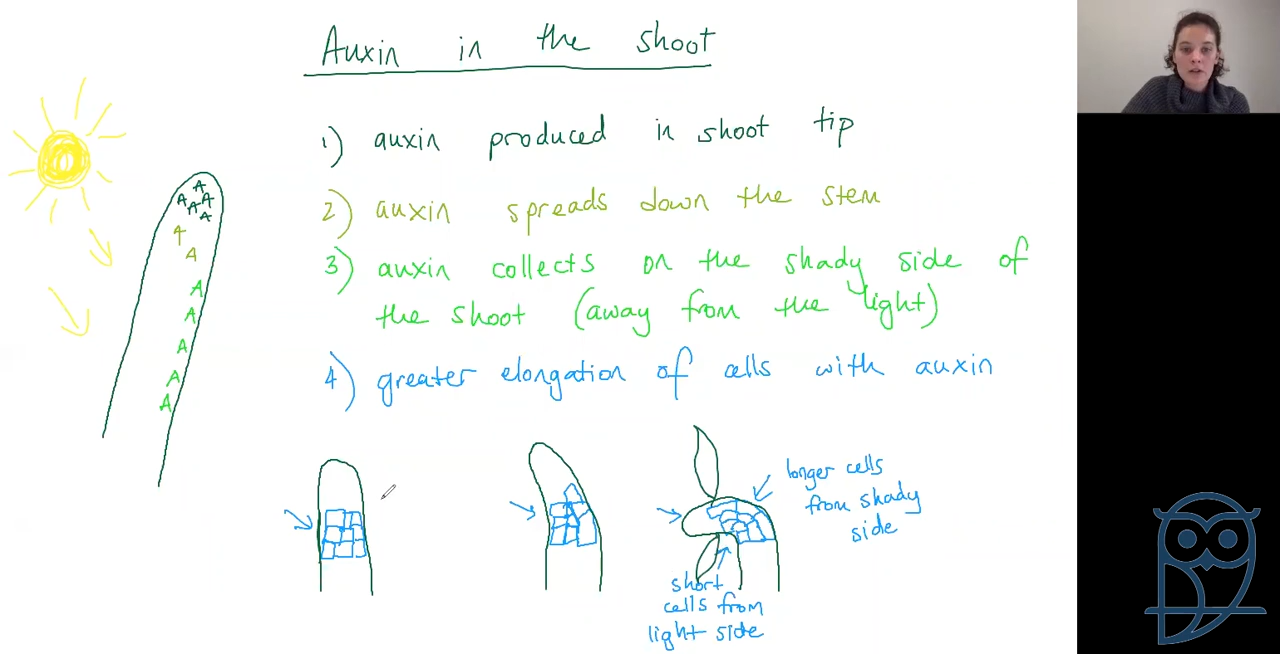 Auxin in the shoot
1) auxin produced in shoot tip
2) auxin spreads down the stem
3) auxin collects on the shady side of
the shoot (away from the light)
4) greater elongation of cells with auxin
A
A A
A A
A
A
A
A
A
A
A
longer cells
from shady
side
short
cells from
light side